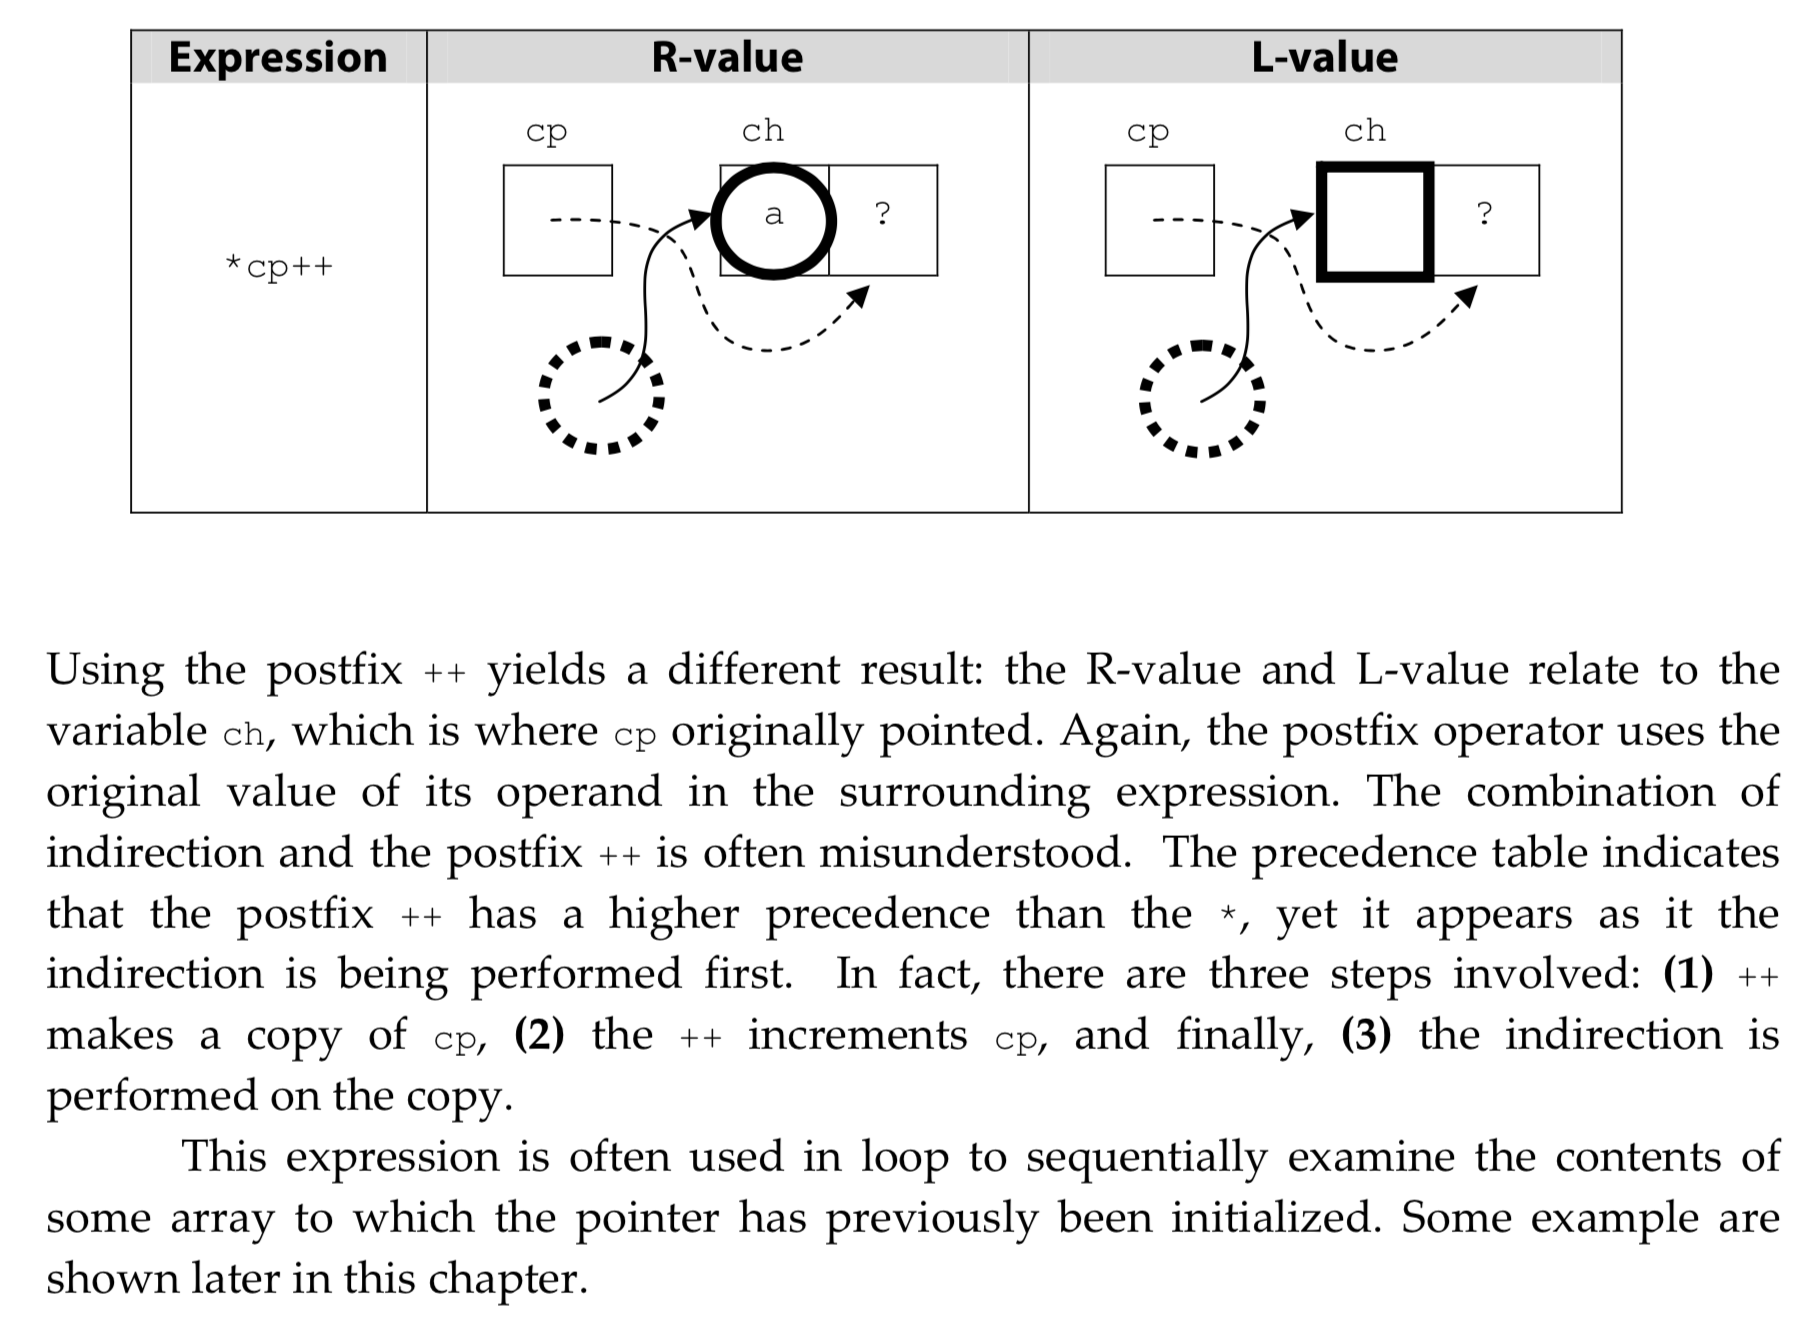 Expression R-value L-value
cp ch cp ch
a ? ?
*cp++
Using the postfix ++ yields a different result: the R-value and L-value relate to the
variable ch, which is where cp originally pointed. Again, the postfix operator uses the
original value of its operand in the surrounding expression. The combination of
indirection and the postfix ++ is often misunderstood. The precedence table indicates
that the postfix ++ has a higher precedence than the *, yet it appears as it the
indirection is being performed first. In fact, there are three steps involved: (1) ++
makes a copy of cp, (2) the ++ increments cp, and finally, (3) the indirection is
performed on the copy.
This expression is often used in loop to sequentially examine the contents of
some array to which the pointer has previously been initialized. Some example are
shown later in this chapter.